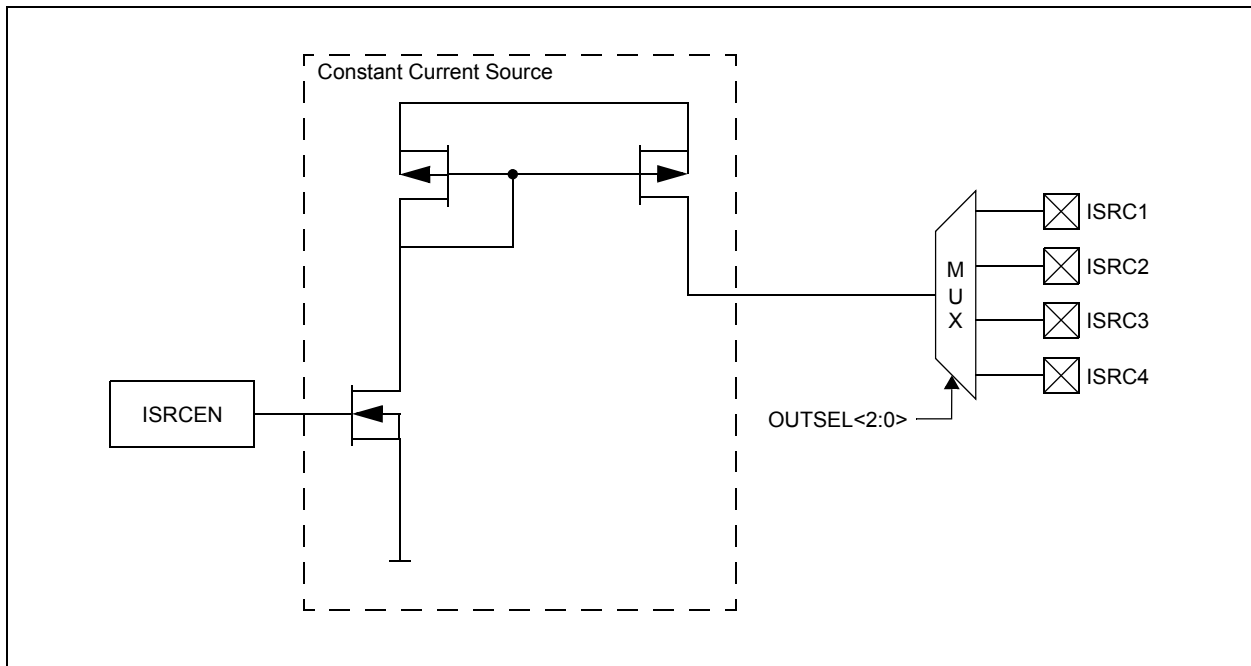 Constant Current Source
ISRCEN
M
U
X
ISRC1
ISRC2
ISRC3
ISRC4
OUTSEL<2:0>